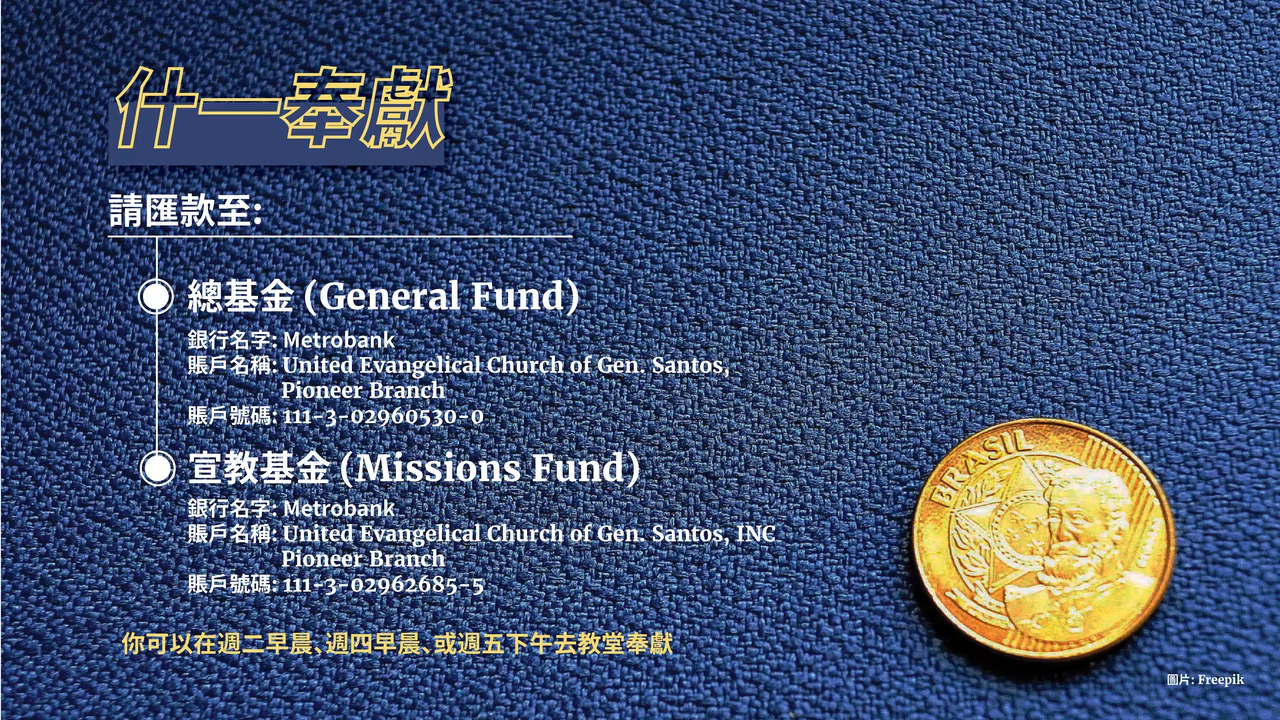 什一奉獻
請匯款至:
總基金 (General Fund)
銀行名字: Metrobank
賬戶名稱: United Evangelical Church of Gen. Santos,
Pioneer Branch
賬戶號碼: 111-3-02960530-0
宣教基金 (Missions Fund)
銀行名字: Metrobank
賬戶名稱: United Evangelical Church of Gen. Santos, INC
Pioneer Branch
賬戶號碼: 111-3-02962685-5
你可以在週二早晨、週四早晨、或週五下午去教堂奉獻
BRASIL
圖片: Freepik